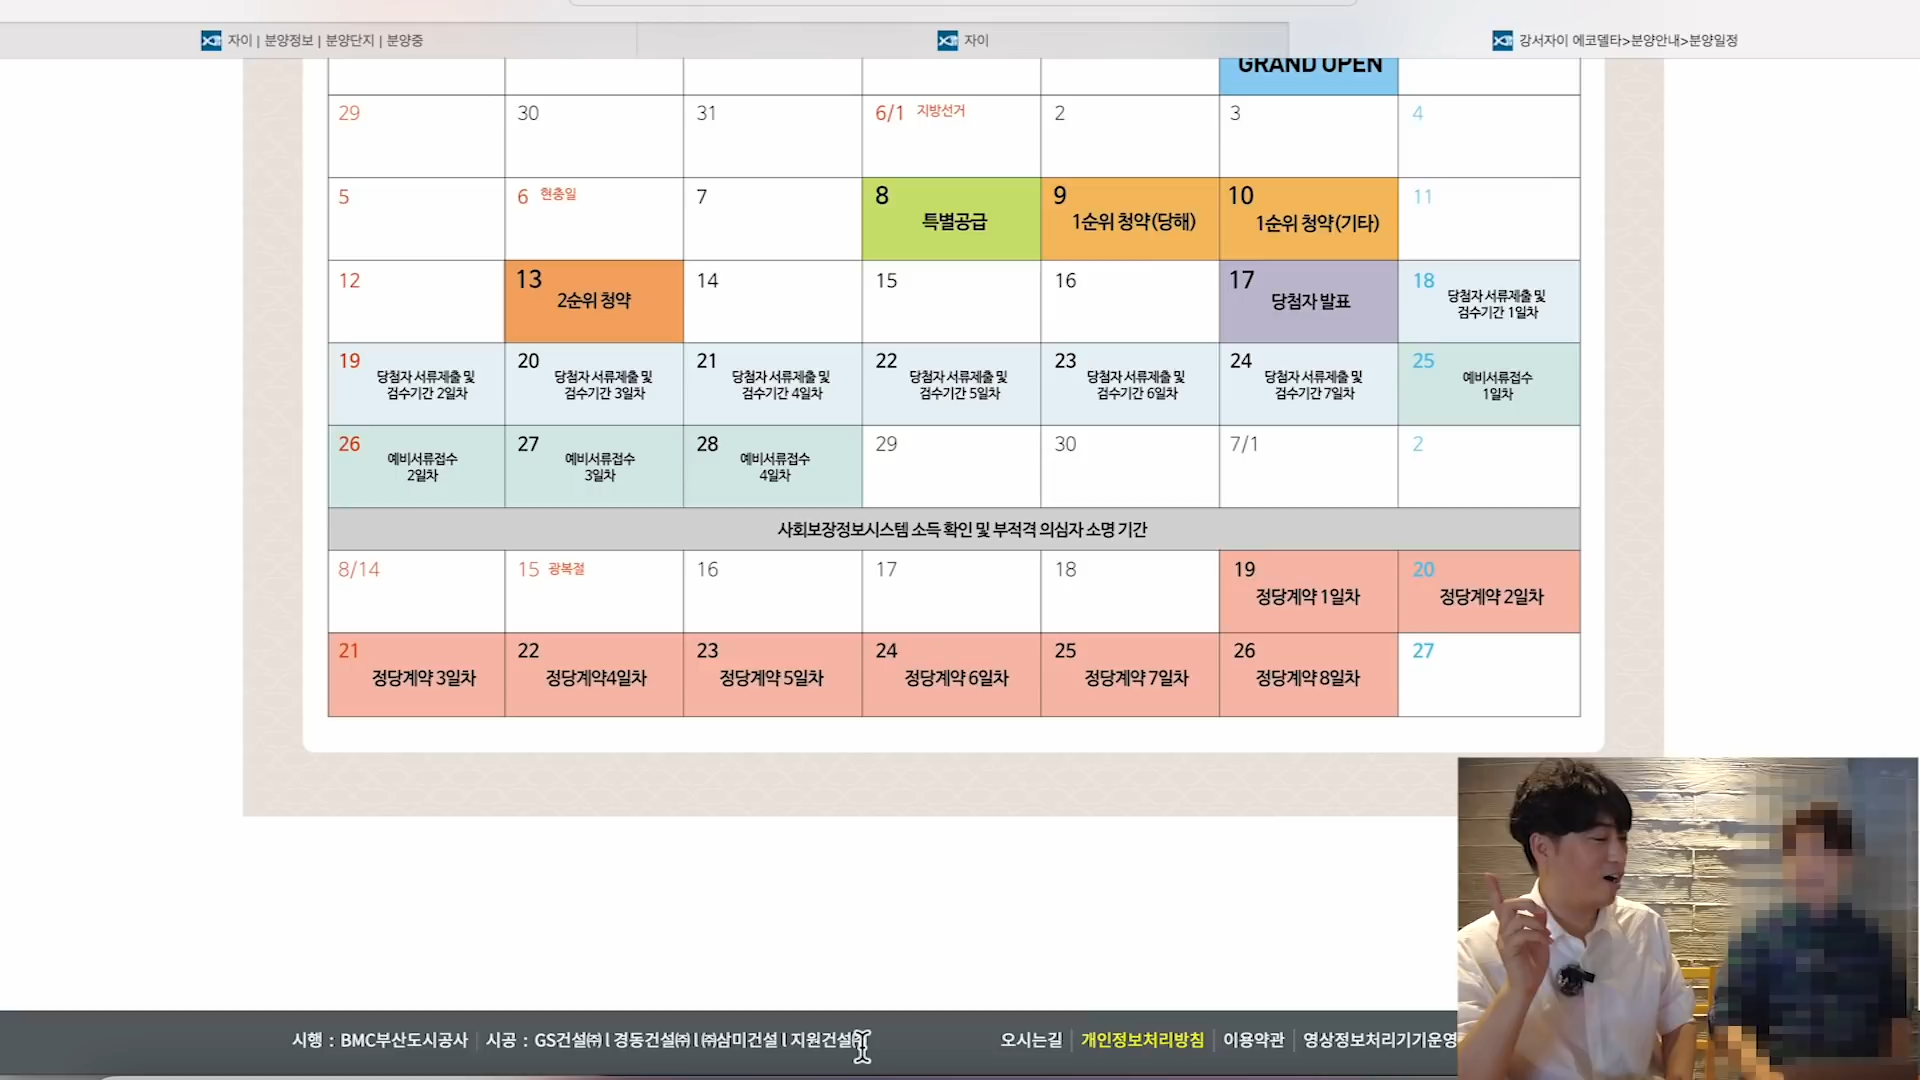 자이 | 분양정보 | 분양단지 | 분양중
자이
강서자이 에코델타>분양안내>분양일정
GRAND OPEN
29
30
31
6/1 지방선거
2
3
4
5
6 현충일
7
8
특별공급
9
1순위 청약(당해)
10
1순위 청약(기타)
11
12
13
2순위 청약
14
15
16
17
당첨자 발표
18
당첨자 서류제출 및
검수기간 1일차
19
당첨자 서류제출 및
검수기간 2일차
20
당첨자 서류제출 및
검수기간 3일차
21
당첨자 서류제출 및
검수기간 4일차
22
당첨자 서류제출 및
검수기간 5일차
23
당첨자 서류제출 및
검수기간 6일차
24
당첨자 서류제출 및
검수기간 7일차
25
예비서류접수
1일차
26
예비서류접수
2일차
27
예비서류접수
3일차
28
예비서류접수
4일차
29
30
7/1
2
사회보장정보시스템 소득 확인 및 부적격 의심자 소명 기간
8/14
15 광복절
16
17
18
19
정당계약 1일차
20
정당계약 2일차
21
정당계약 3일차
22
정당계약4일차
23
정당계약 5일차
24
정당계약 6일차
25
정당계약 7일차
26
정당계약 8일차
27
시행 : BMC부산도시공사 시공 : GS건설㈜ l 경동건설㈜ l ㈜삼미건설 l 지원건설㈜
오시는길 | 개인정보처리방침 | 이용약관 | 영상정보처리기기운영